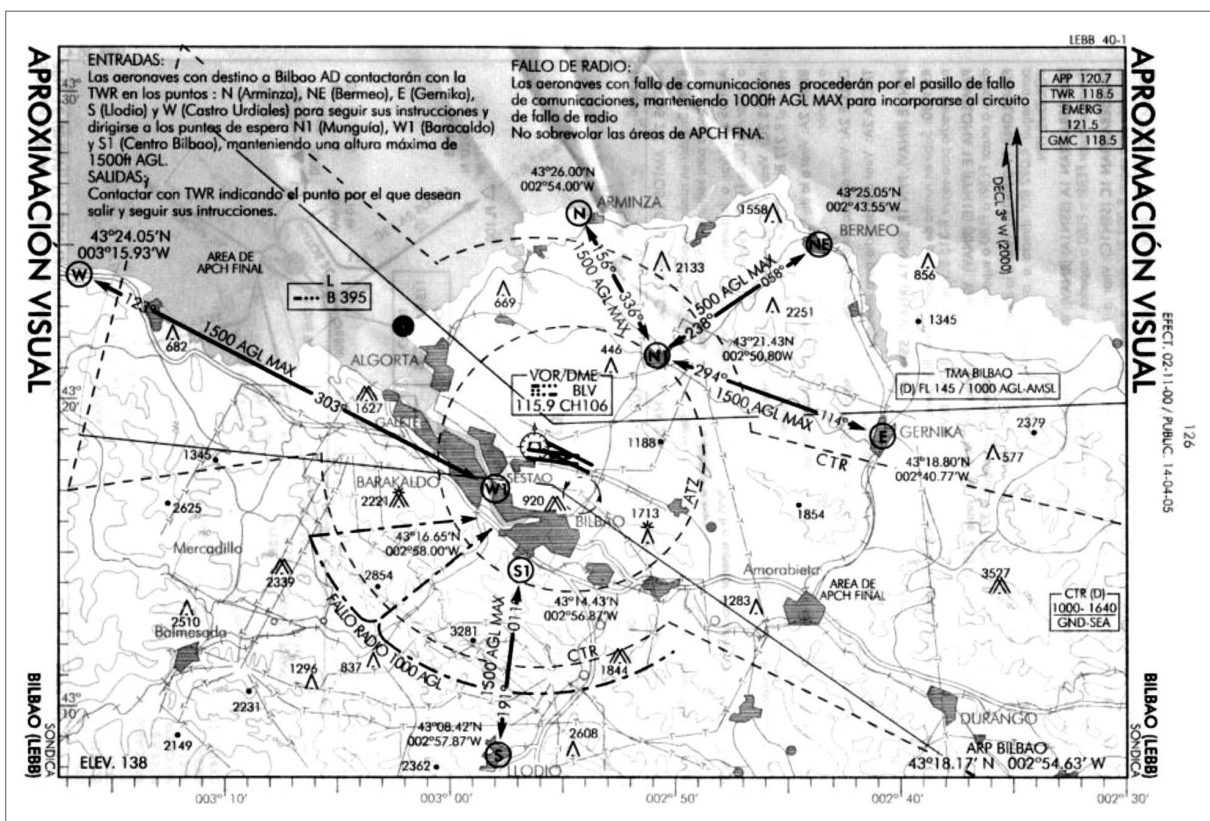 LEBB 40-1
APROXIMACIÓN VISUAL
APROXIMACIÓN VISUAL
ENTRADAS:
Las aeronaves con destino a Bilbao AD contactarán con la
TWR en los puntos : N (Arminza), NE (Bermeo), E (Gernika),
S (Llodio) y W (Castro Urdiales) para seguir sus instrucciones y
dirigirse a los puntos de espera N1 (Munguía), W1 (Baracaldo)
y S1 (Centro Bilbao), manteniendo una altura máxima de
1500ft AGL.
SALIDAS:
Contactar con TWR indicando el punto por el que desean
salir y seguir sus intrucciones.
FALLO DE RADIO:
Las aeronaves con fallo de comunicaciones procederán por el pasillo de fallo
de comunicaciones, manteniendo 1000ft AGL MAX para incorporarse al circuito
de fallo de radio
No sobrevolar las áreas de APCH FNA.
APP 120.7
TWR 118.5
EMERG
121.5
GMC 118.5
DECL 3° W (2000)
43°
30'
43°26.00'N
002°54.00'W
ARMINZA
N
1558
43°25.05'N
002°43.55'W
BERMEO
NE
43°24.05'N
003°15.93'W
W
AREA DE
APCH FINAL
L
B 395
156°
336°
1500 AGL MAX
2133
1500 AGL MAX
058°
238°
856
669
2251
1345
127°
1500 AGL MAX
303°
682
ALGORTA
446
N1
43°21.43'N
002°50.80'W
VOR/DME
BLV
115.9 CH106
294°
1500 AGL MAX
114°
TMA BILBAO
(D) FL 145 / 1000 AGL-AMSL
43°
20'
1627
1188
E
GERNIKA
2379
43°18.80'N
002°40.77'W
577
CTR
1345
2625
BARAKALDO
2221
W1
SESTAO
920
BILBAO
1713
ATZ
1854
43°16.65'N
002°58.00'W
Mercadillo
2339
2854
S1
43°14.43'N
002°56.87'W
Amorabieta
AREA DE
APCH FINAL
1283
3527
CTR (D)
1000- 1640
GND-SEA
2510
Balmeseda
FALLO RADIO 1000 AGL
3281
1500 AGL MAX
011°
191°
CTR
1844
1296
837
2231
43°
10'
43°08.42'N
002°57.87'W
2149
2362
S
LLODIO
2608
DURANGO
ELEV. 138
ARP BILBAO
43°18.17' N 002°54.63' W
003° 10'
003° 00'
002° 50'
002° 40'
002° 30'
BILBAO (LEBB)
SONDICA
BILBAO (LEBB)
SONDICA
126
EFECT. 02-11-00 / PUBLIC. 14-04-05